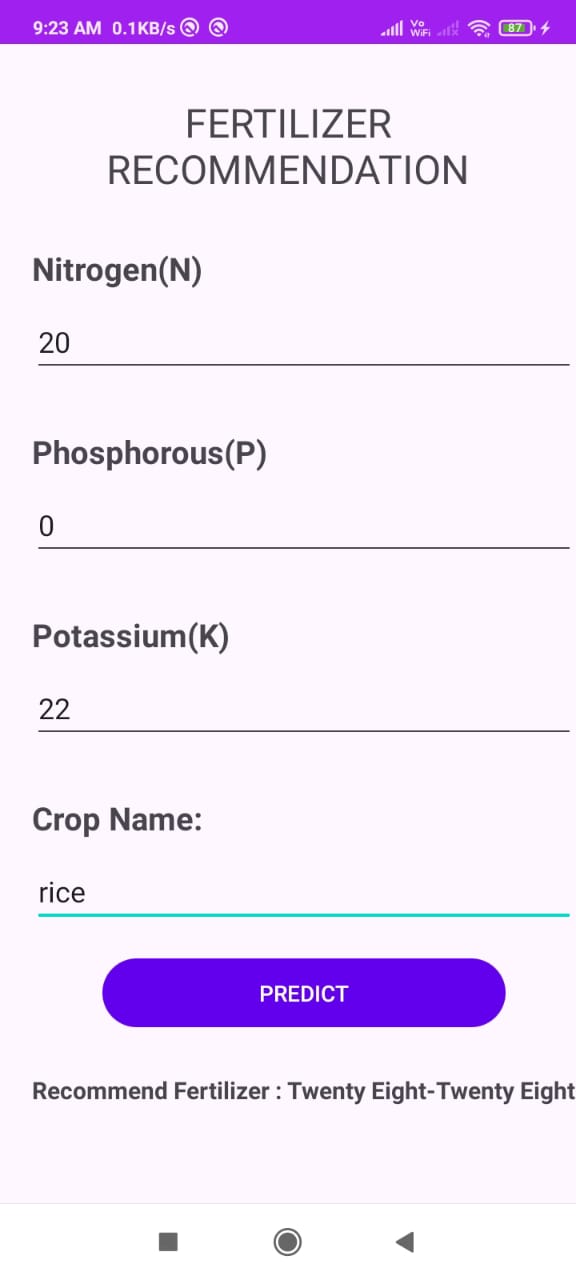 9:23 AM 0.1KB/s Vo WiFi 87
FERTILIZER
RECOMMENDATION
Nitrogen(N)
20
Phosphorous(P)
0
Potassium(K)
22
Crop Name:
rice
PREDICT
Recommend Fertilizer : Twenty Eight-Twenty Eight